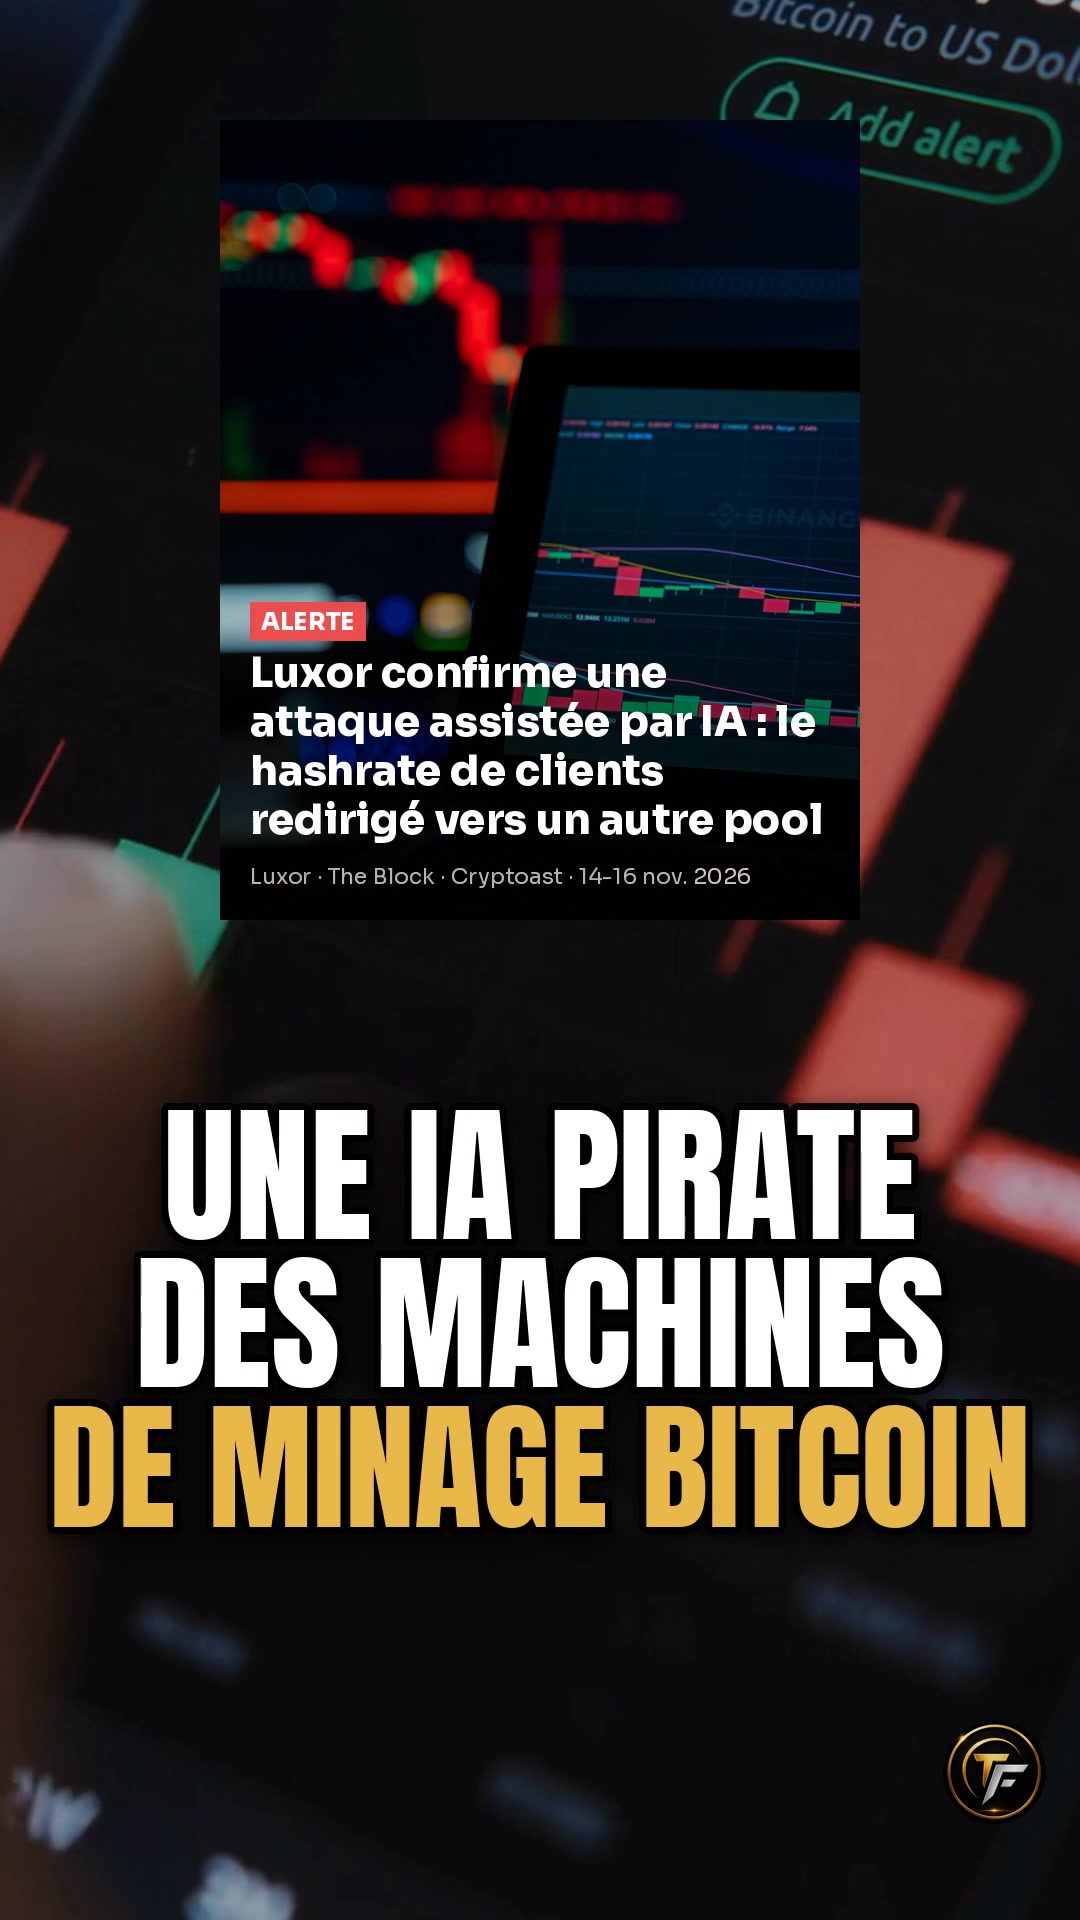 Bitcoin to US Dol
Add alert
BINANC
ALERTE
Luxor confirme une
attaque assistée par IA : le
hashrate de clients
redirigé vers un autre pool
Luxor · The Block · Cryptoast · 14-16 nov. 2026
UNE IA PIRATE
DES MACHINES
DE MINAGE BITCOIN
TF